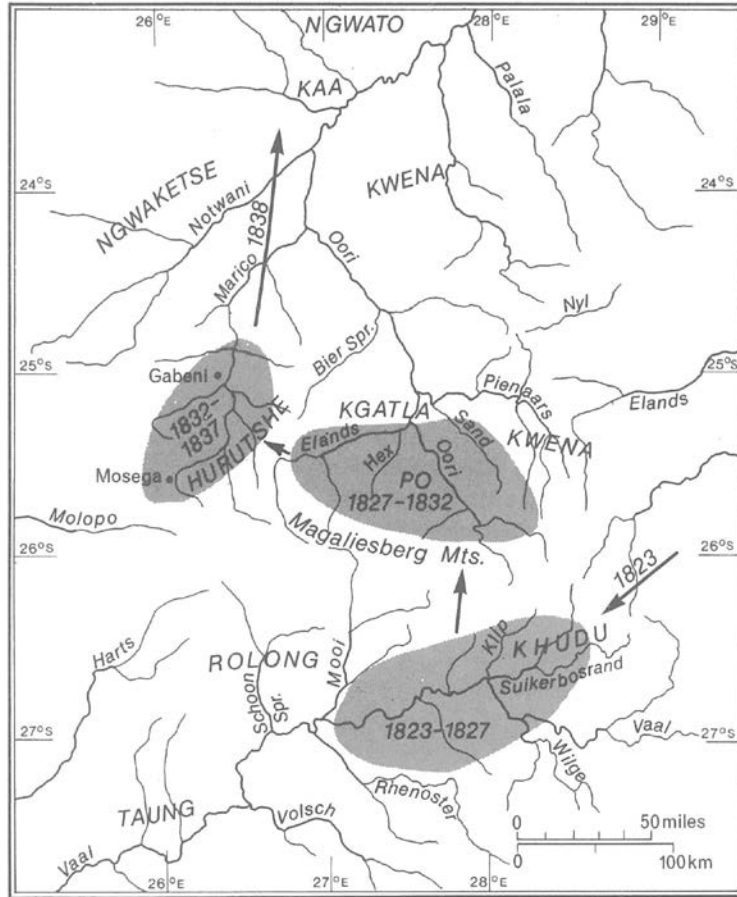 26°E
28°E
29°E
NGWATO
KAA
Palala
24°S
24°S
NGWAKETSE
Notwani
1838
KWENA
Marico
Oori
Nyl
Bier Spr.
25°S
25°S
Gabeni
Pienaars
Elands
KGATLA
Sand
KWENA
1832–
1837
HURUTSHE
Elands
Hex
Oori
PO
1827–1832
Mosega
Molopo
Magaliesberg Mts.
26°S
26°S
1823
Klip
KHUDU
Harts
ROLONG
Mooi
Suikerbosrand
Schoon
Spr.
1823–1827
27°S
27°S
Vaal
Wilge
Rhenoster
TAUNG
Volsch
0 50 miles
0 100 km
Vaal
26°E
27°E
28°E